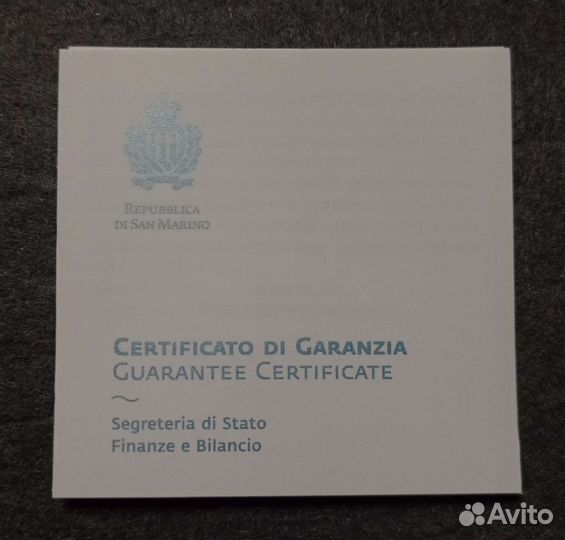 REPUBBLICA
DI SAN MARINO
CERTIFICATO DI GARANZIA
GUARANTEE CERTIFICATE
Segreteria di Stato
Finanze e Bilancio
Avito